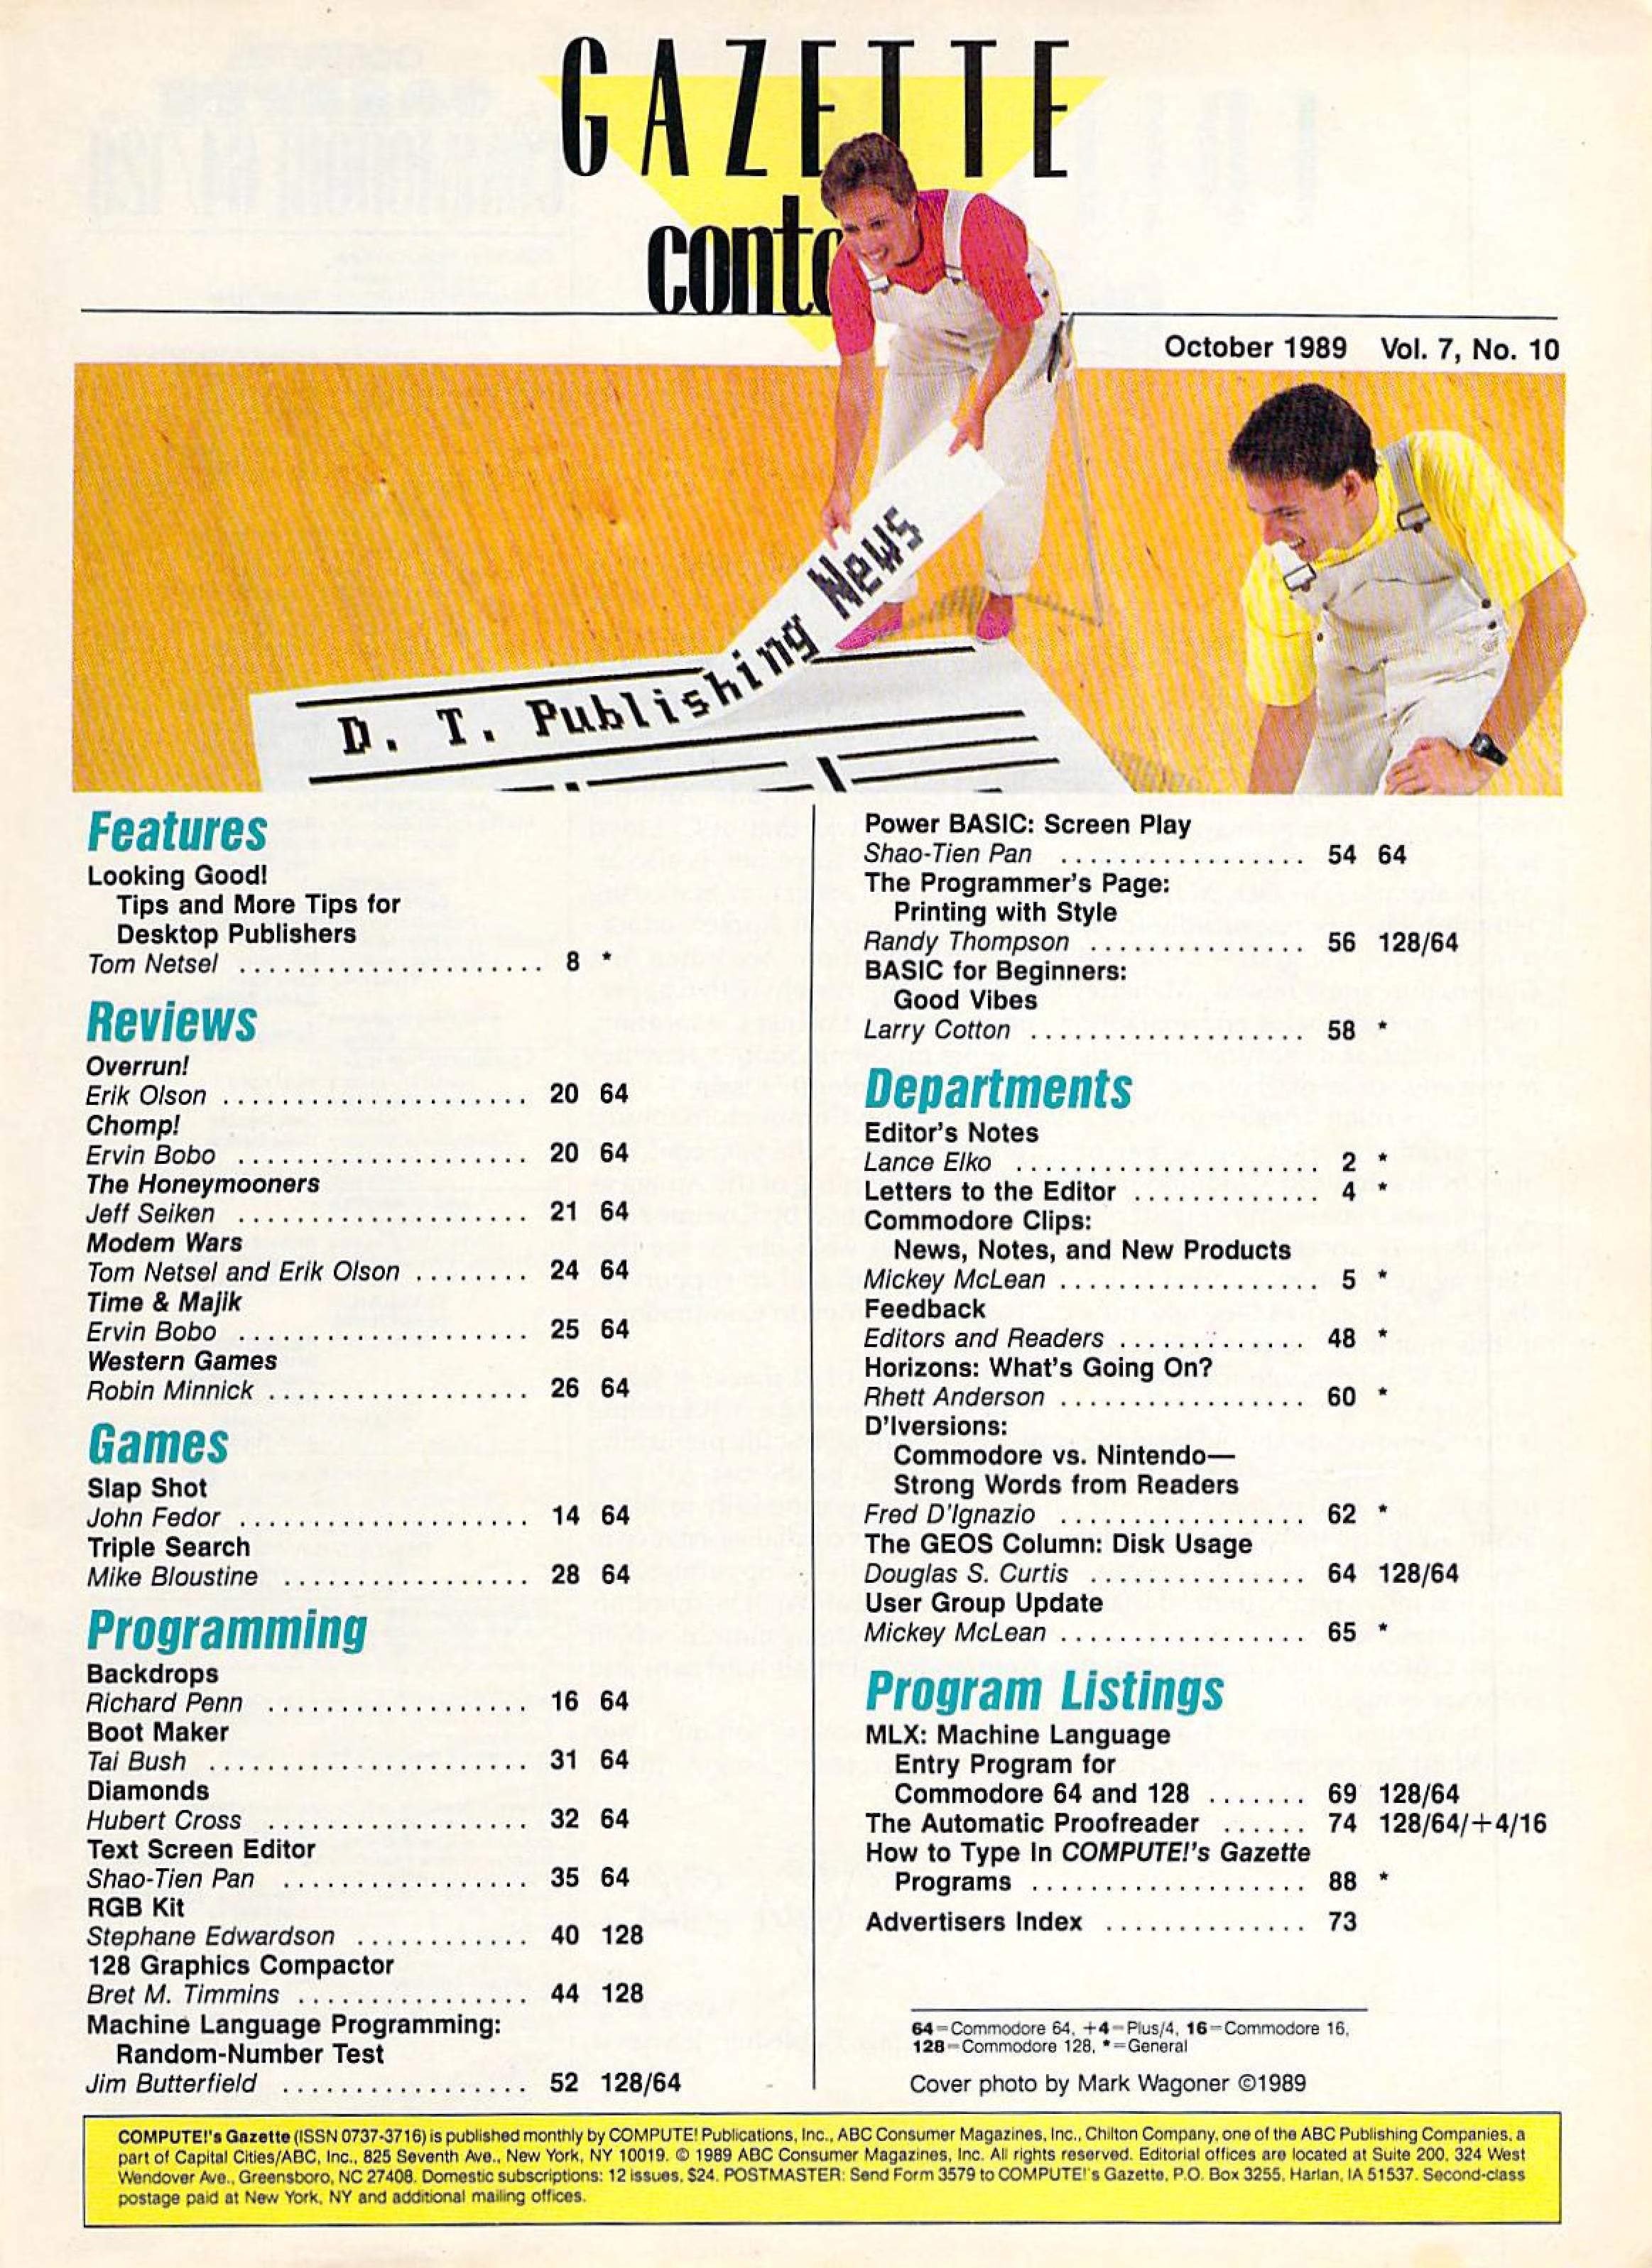 GAZETTE
conte
October 1989 Vol. 7, No. 10
D. T. Publishing News
Features
Looking Good!
Tips and More Tips for
Desktop Publishers
Tom Netsel ..................... 8 *
Reviews
Overrun!
Erik Olson ..................... 20 64
Chomp!
Ervin Bobo .................... 20 64
The Honeymooners
Jeff Seiken .................... 21 64
Modem Wars
Tom Netsel and Erik Olson ........ 24 64
Time & Majik
Ervin Bobo .................... 25 64
Western Games
Robin Minnick .................. 26 64
Games
Slap Shot
John Fedor .................... 14 64
Triple Search
Mike Bloustine ................. 28 64
Programming
Backdrops
Richard Penn .................. 16 64
Boot Maker
Tai Bush ...................... 31 64
Diamonds
Hubert Cross .................. 32 64
Text Screen Editor
Shao-Tien Pan ................. 35 64
RGB Kit
Stephane Edwardson ............ 40 128
128 Graphics Compactor
Bret M. Timmins ................ 44 128
Machine Language Programming:
Random-Number Test
Jim Butterfield ................. 52 128/64
Power BASIC: Screen Play
Shao-Tien Pan ................. 54 64
The Programmer's Page:
Printing with Style
Randy Thompson ............... 56 128/64
BASIC for Beginners:
Good Vibes
Larry Cotton ................... 58 *
Departments
Editor's Notes
Lance Elko ..................... 2 *
Letters to the Editor ............. 4 *
Commodore Clips:
News, Notes, and New Products
Mickey McLean .................. 5 *
Feedback
Editors and Readers ............. 48 *
Horizons: What's Going On?
Rhett Anderson ................. 60 *
D'Iversions:
Commodore vs. Nintendo—
Strong Words from Readers
Fred D'Ignazio ................. 62 *
The GEOS Column: Disk Usage
Douglas S. Curtis ............... 64 128/64
User Group Update
Mickey McLean ................. 65 *
Program Listings
MLX: Machine Language
Entry Program for
Commodore 64 and 128 ....... 69 128/64
The Automatic Proofreader ...... 74 128/64/+4/16
How to Type In COMPUTE!'s Gazette
Programs ................... 88 *
Advertisers Index .............. 73
64=Commodore 64, +4=Plus/4, 16=Commodore 16,
128=Commodore 128, *=General
Cover photo by Mark Wagoner ©1989
COMPUTE!'s Gazette (ISSN 0737-3716) is published monthly by COMPUTE! Publications, Inc., ABC Consumer Magazines, Inc., Chilton Company, one of the ABC Publishing Companies, a
part of Capital Cities/ABC, Inc., 825 Seventh Ave., New York, NY 10019. © 1989 ABC Consumer Magazines, Inc. All rights reserved. Editorial offices are located at Suite 200, 324 West
Wendover Ave., Greensboro, NC 27408. Domestic subscriptions: 12 issues, $24. POSTMASTER: Send Form 3579 to COMPUTE!'s Gazette, P.O. Box 3255, Harlan, IA 51537. Second-class
postage paid at New York, NY and additional mailing offices.